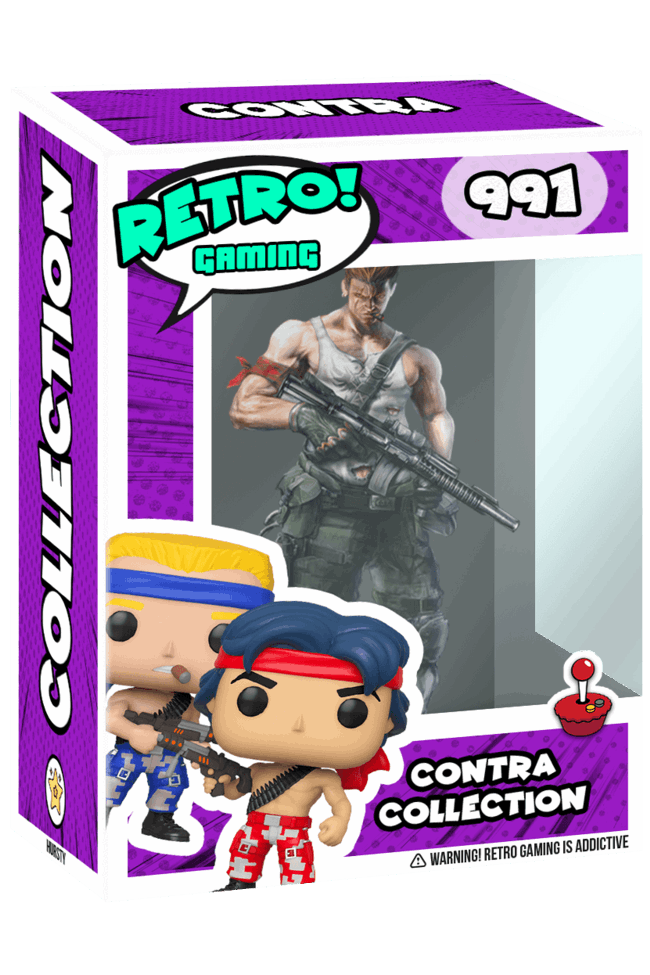 CONTRA
RETRO!
GAMING
991
COLLECTION
CONTRA
COLLECTION
WARNING! RETRO GAMING IS ADDICTIVE
HURSTY